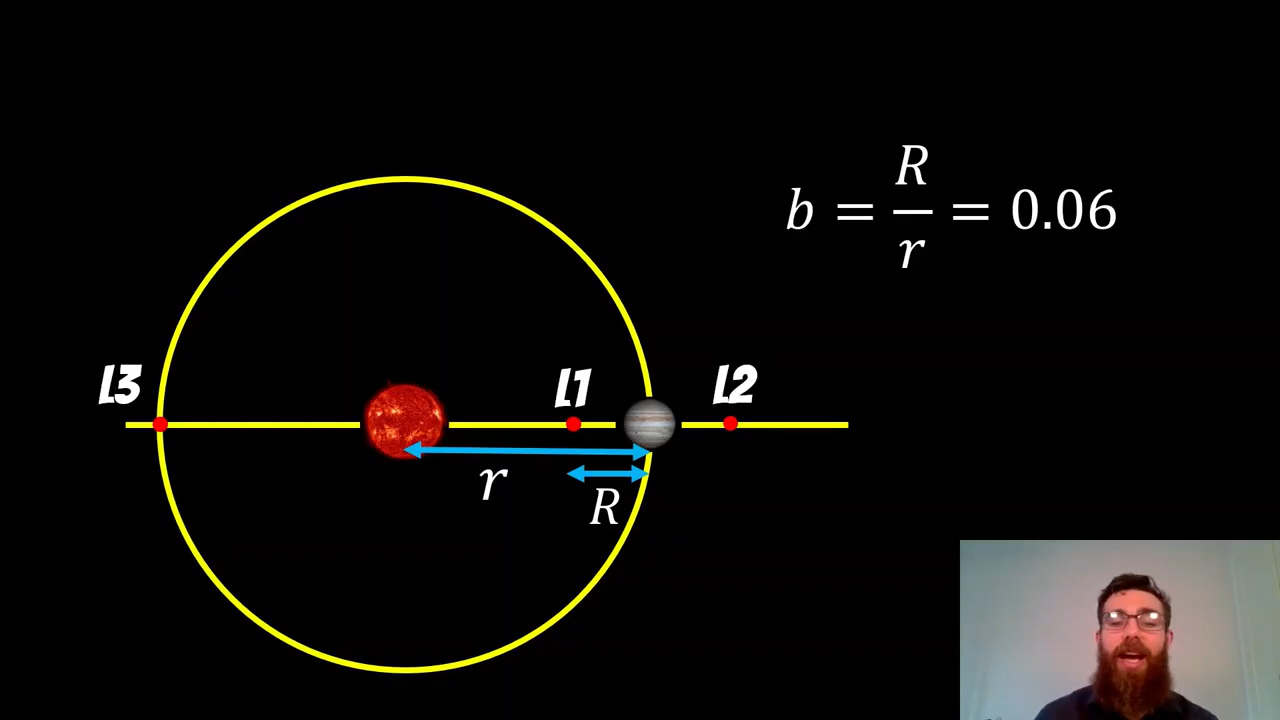 b = R/r = 0.06
L3
L1
L2
r
R